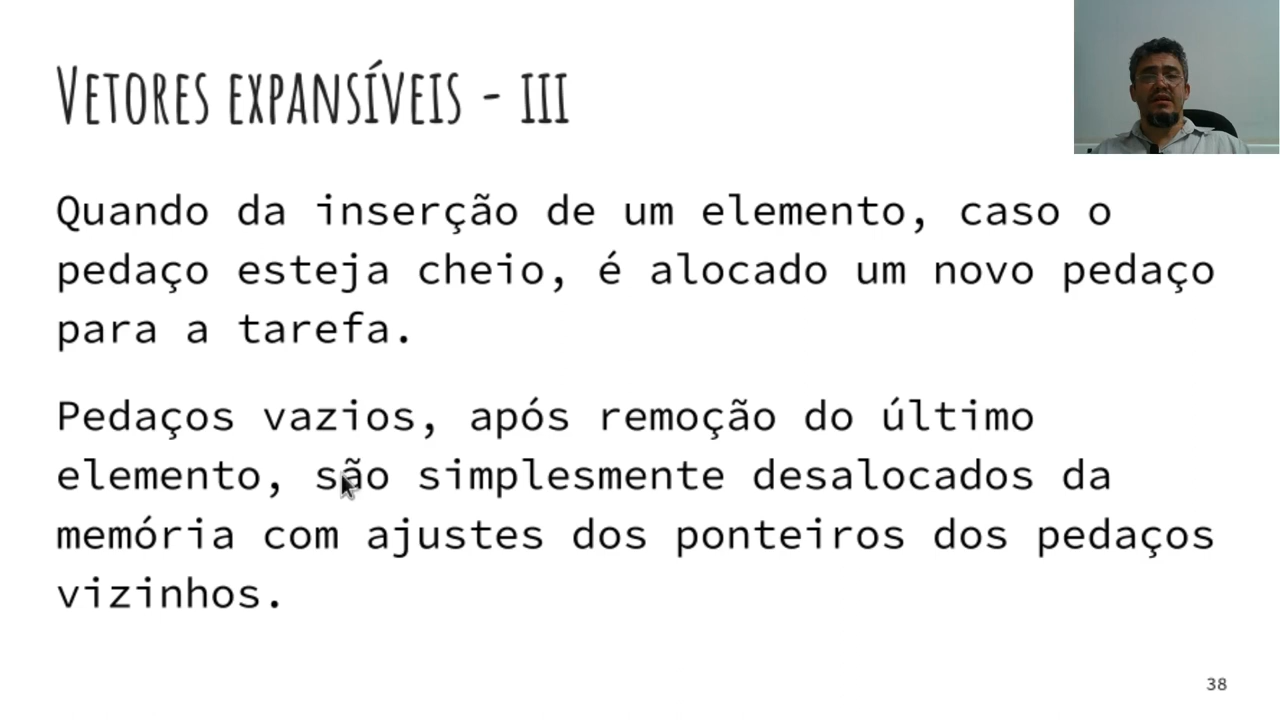 Vetores expansíveis - III
Quando da inserção de um elemento, caso o
pedaço esteja cheio, é alocado um novo pedaço
para a tarefa.
Pedaços vazios, após remoção do último
elemento, são simplesmente desalocados da
memória com ajustes dos ponteiros dos pedaços
vizinhos.
38